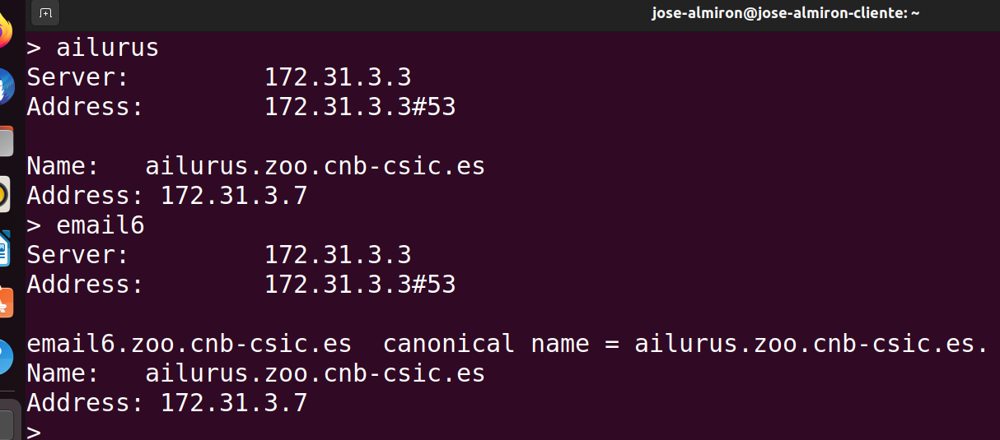 jose-almiron@jose-almiron-cliente: ~
> ailurus
Server:         172.31.3.3
Address:        172.31.3.3#53

Name:   ailurus.zoo.cnb-csic.es
Address: 172.31.3.7
> email6
Server:         172.31.3.3
Address:        172.31.3.3#53

email6.zoo.cnb-csic.es  canonical name = ailurus.zoo.cnb-csic.es.
Name:   ailurus.zoo.cnb-csic.es
Address: 172.31.3.7
>